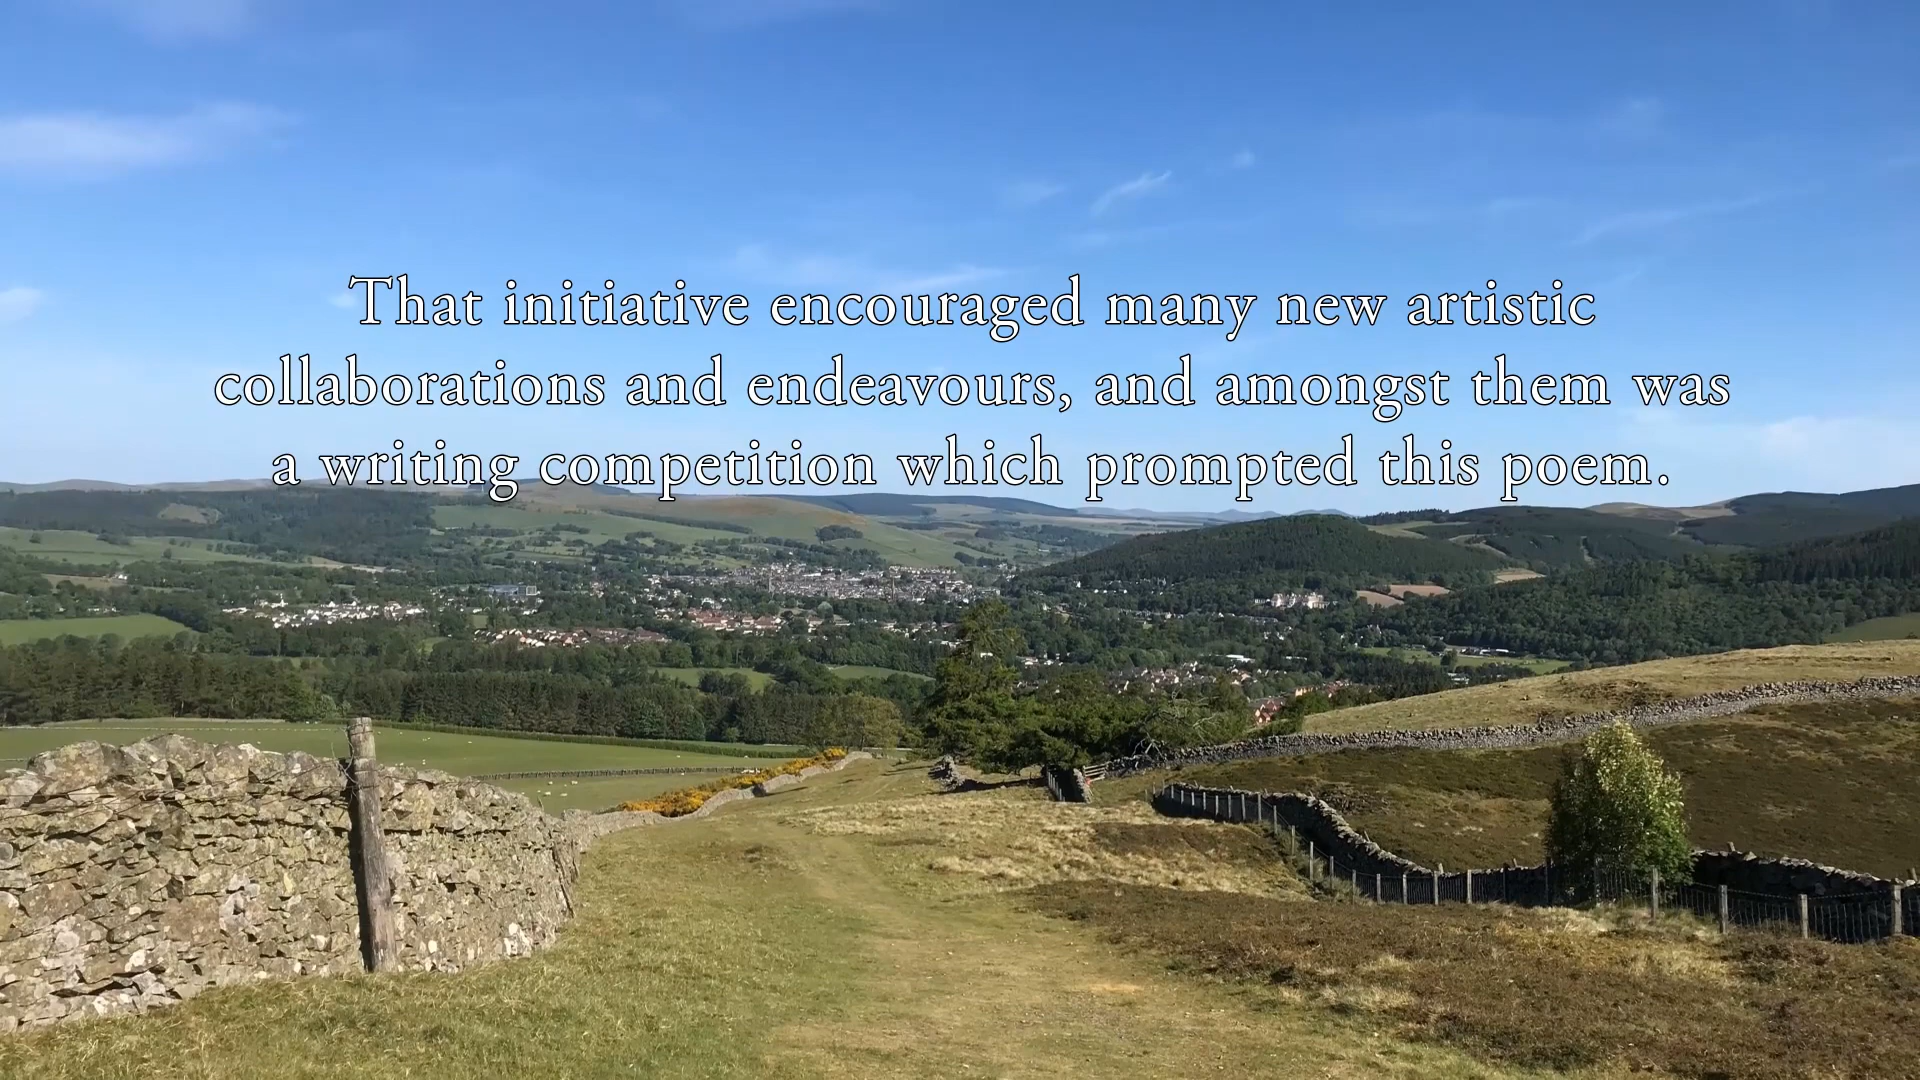 That initiative encouraged many new artistic
collaborations and endeavours, and amongst them was
a writing competition which prompted this poem.